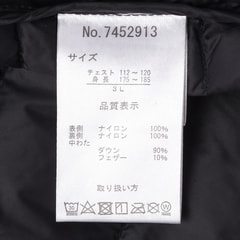 No.7452913
サイズ
チェスト 112〜120
身長 175〜185
3L
品質表示
表側 ナイロン 100%
裏側 ナイロン 100%
中わた
ダウン 90%
フェザー 10%
取り扱い方